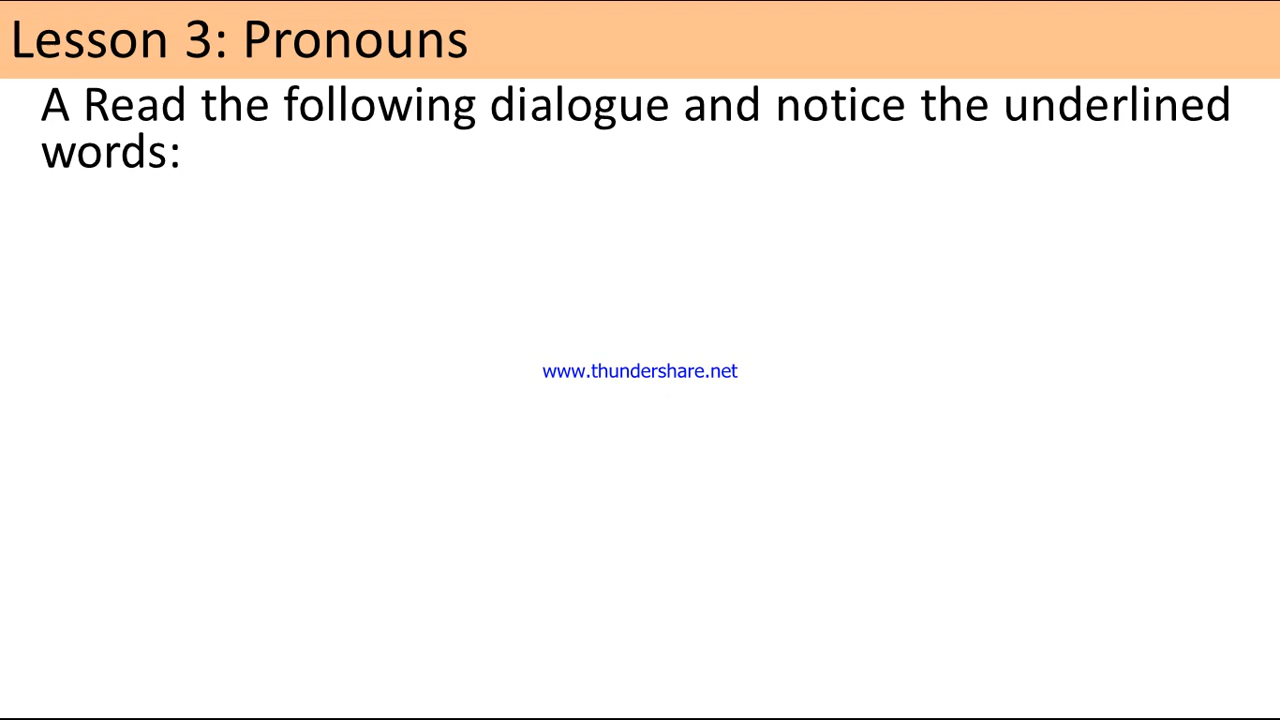 Lesson 3: Pronouns
A Read the following dialogue and notice the underlined
words:
www.thundershare.net